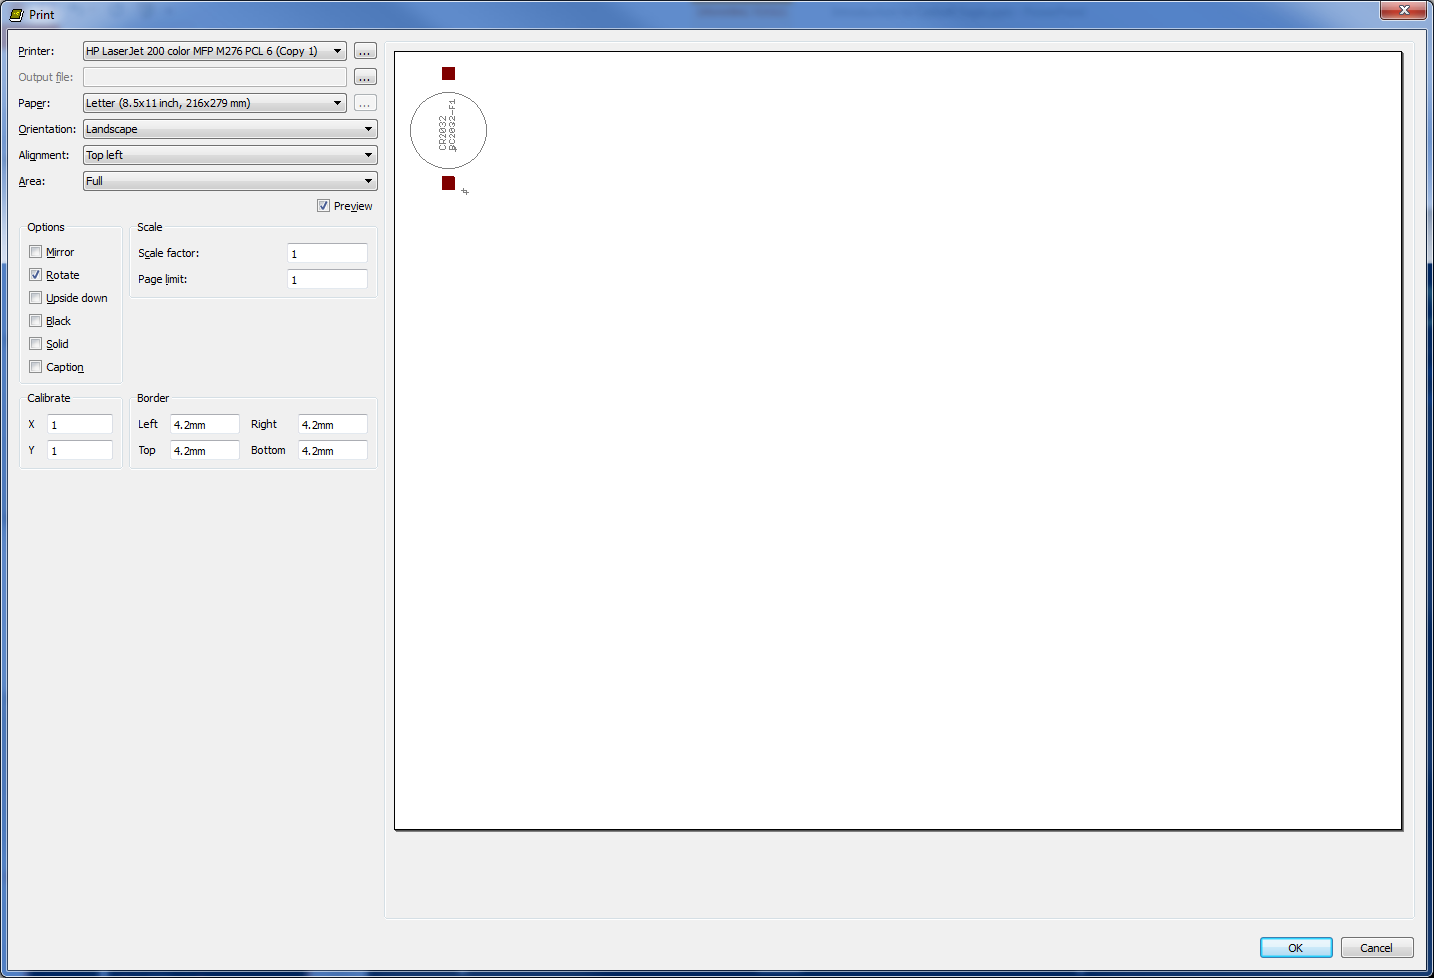 Print
Printer: HP LaserJet 200 color MFP M276 PCL 6 (Copy 1) ...
Output file: ...
Paper: Letter (8.5x11 inch, 216x279 mm) ...
Orientation: Landscape
Alignment: Top left
Area: Full
Preview
Options
Mirror
Rotate
Upside down
Black
Solid
Caption
Scale
Scale factor: 1
Page limit: 1
Calibrate
X 1
Y 1
Border
Left 4.2mm Right 4.2mm
Top 4.2mm Bottom 4.2mm
CR2032
BC2032-F1
OK Cancel